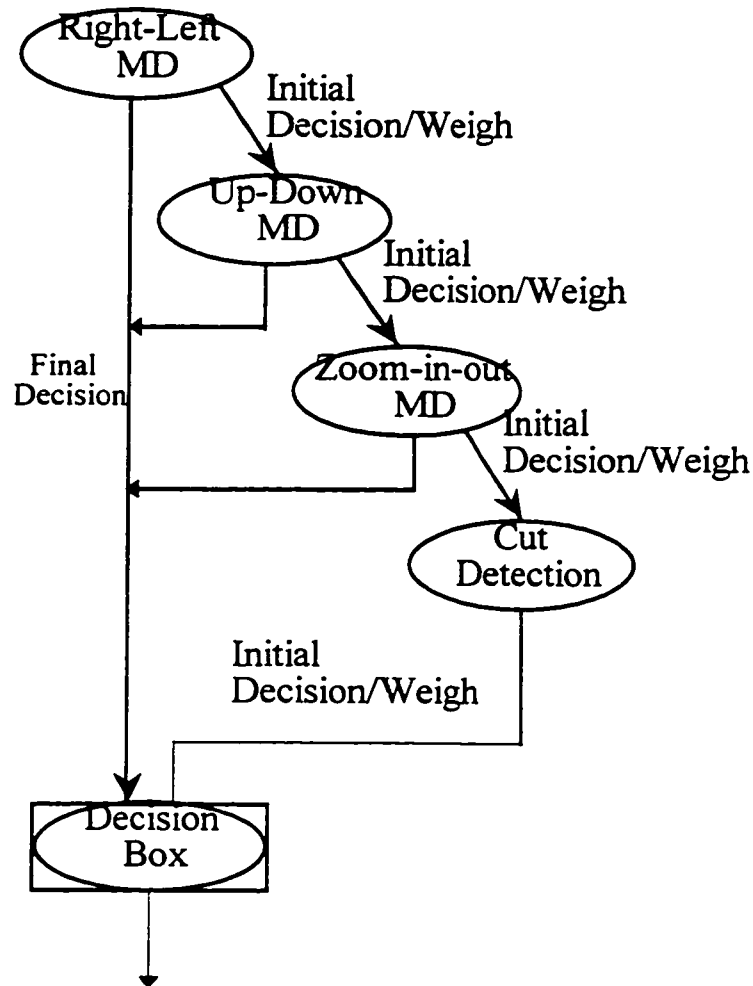 Right-Left
MD
Initial
Decision/Weigh
Up-Down
MD
Initial
Decision/Weigh
Final
Decision
Zoom-in-out
MD
Initial
Decision/Weigh
Cut
Detection
Initial
Decision/Weigh
Decision
Box